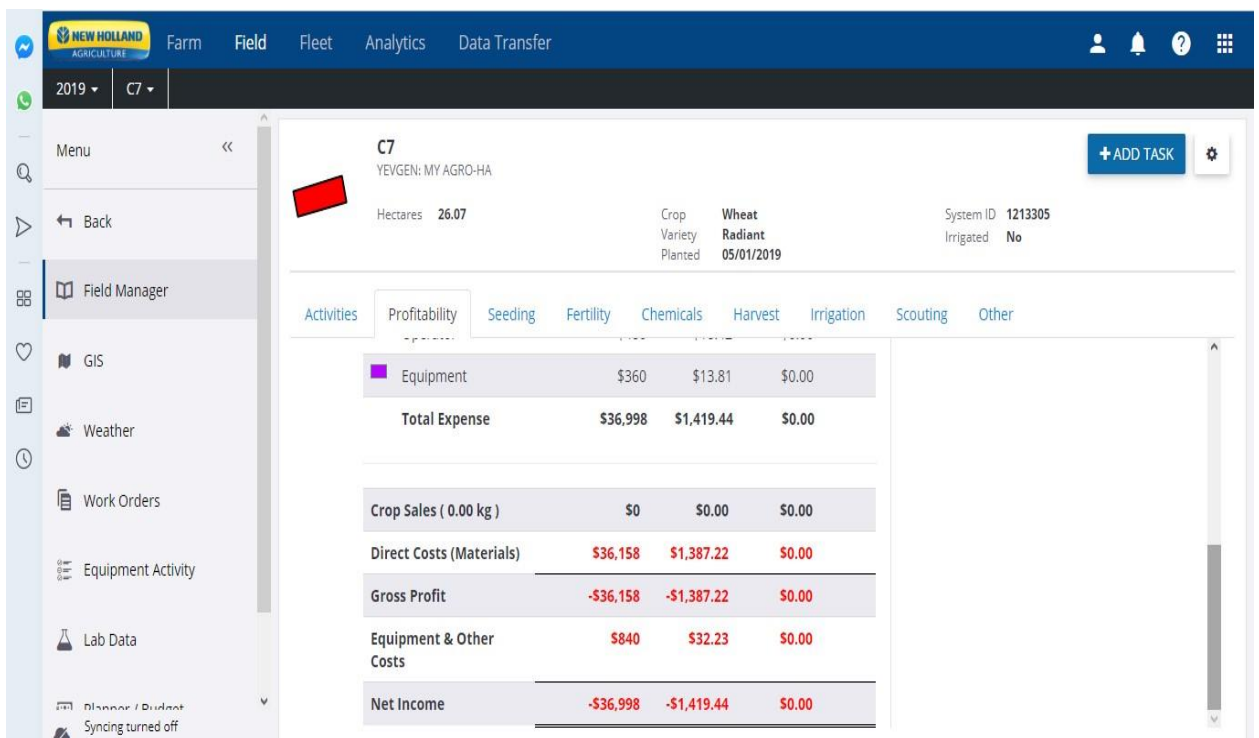 NEW HOLLAND
AGRICULTURE
Farm Field Fleet Analytics Data Transfer
2019 C7
Menu
Back
Field Manager
GIS
Weather
Work Orders
Equipment Activity
Lab Data
Planner / Budget
Syncing turned off
C7
YEVGEN: MY AGRO-HA
+ ADD TASK
Hectares 26.07
Crop Wheat
Variety Radiant
Planted 05/01/2019
System ID 1213305
Irrigated No
Activities Profitability Seeding Fertility Chemicals Harvest Irrigation Scouting Other
Equipment $360 $13.81 $0.00
Total Expense $36,998 $1,419.44 $0.00
Crop Sales ( 0.00 kg ) $0 $0.00 $0.00
Direct Costs (Materials) $36,158 $1,387.22 $0.00
Gross Profit -$36,158 -$1,387.22 $0.00
Equipment & Other $840 $32.23 $0.00
Costs
Net Income -$36,998 -$1,419.44 $0.00